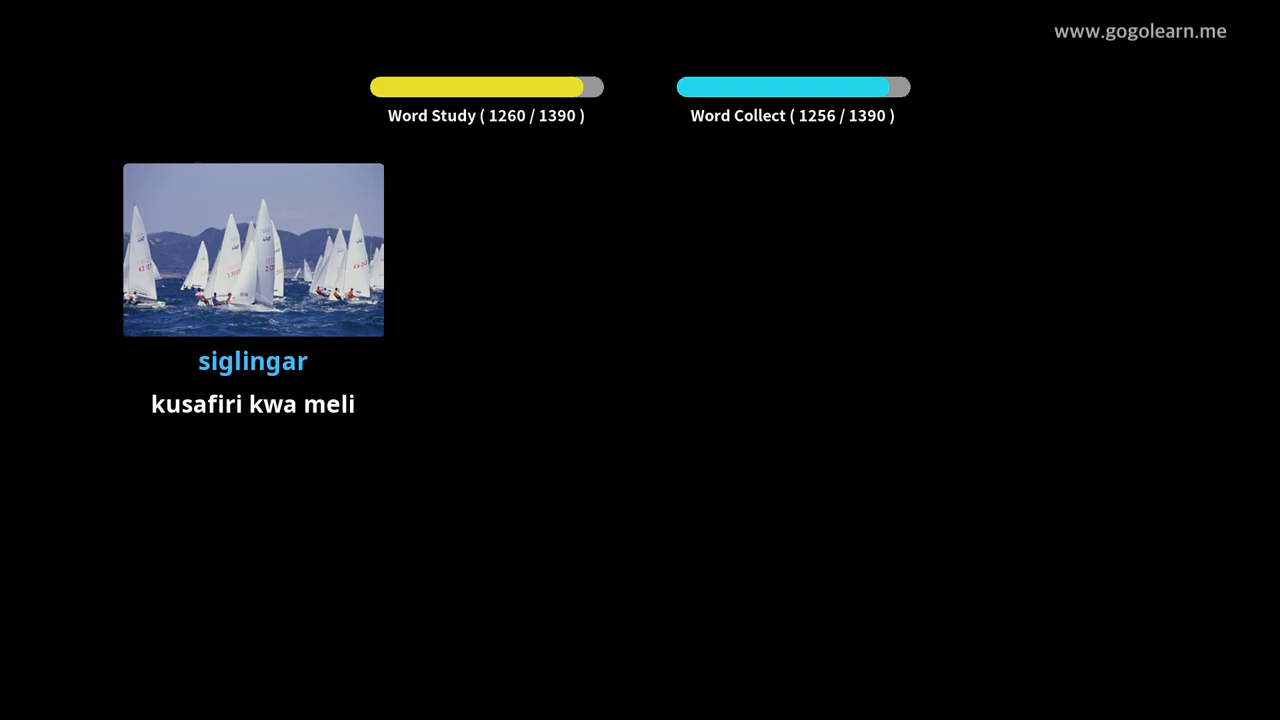 www.gogolearn.me
Word Study ( 1260 / 1390 )
Word Collect ( 1256 / 1390 )
siglingar
kusafiri kwa meli